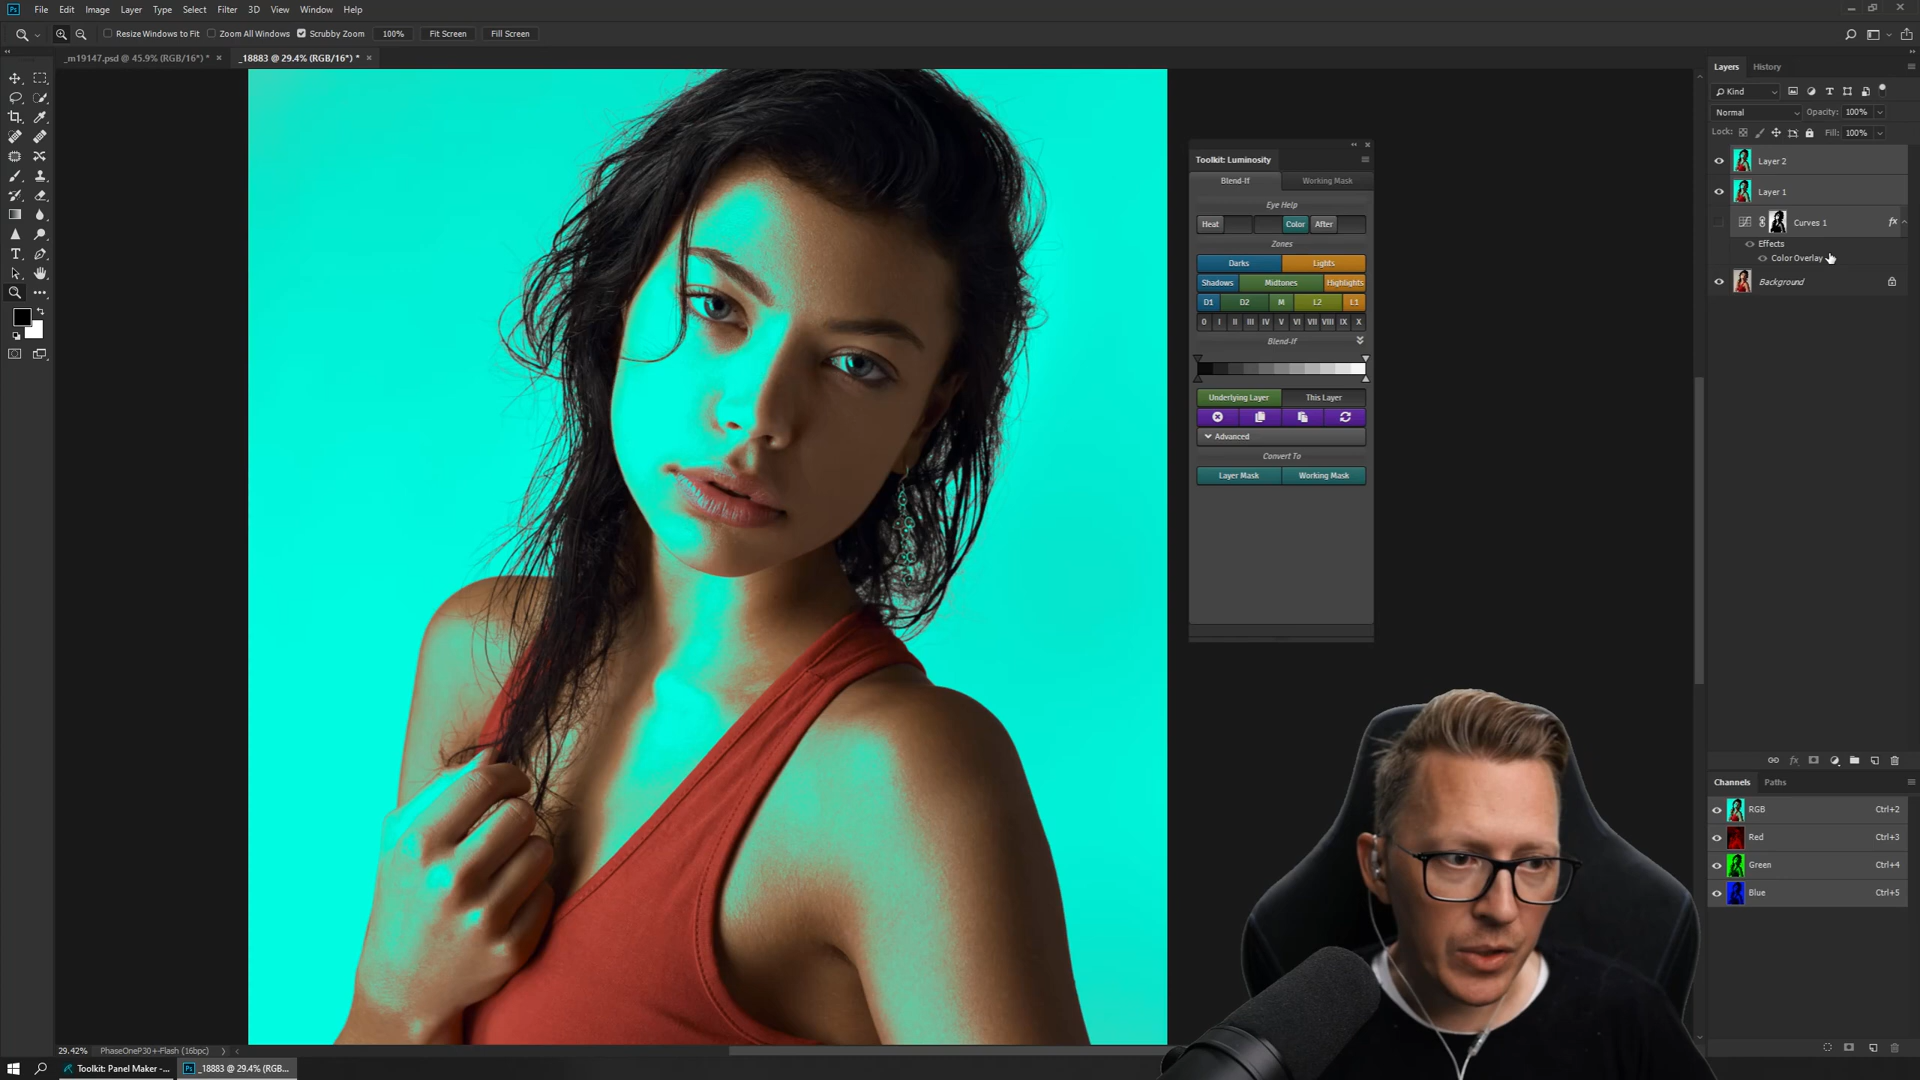 Ps File Edit Image Layer Type Select Filter 3D View Window Help
Resize Windows to Fit Zoom All Windows Scrubby Zoom 100% Fit Screen Fill Screen
_m19147.psd @ 45.9% (RGB/16*) * × _18883 @ 29.4% (RGB/16*) * ×
Layers History
Kind
Normal Opacity: 100%
Lock: Fill: 100%
Layer 2
Layer 1
Curves 1 fx
Effects
Color Overlay
Background
Toolkit: Luminosity
Blend-If Working Mask
Eye Help
Heat Color After
Zones
Darks Lights
Shadows Midtones Highlights
D1 D2 M L2 L1
0 I II III IV V VI VII VIII IX X
Blend-If
Underlying Layer This Layer
Advanced
Convert To
Layer Mask Working Mask
fx
Channels Paths
RGB Ctrl+2
Red Ctrl+3
Green Ctrl+4
Blue Ctrl+5
29.42% PhaseOneP30+-Flash (16bpc)
Toolkit: Panel Maker -... Ps _18883 @ 29.4% (RGB...